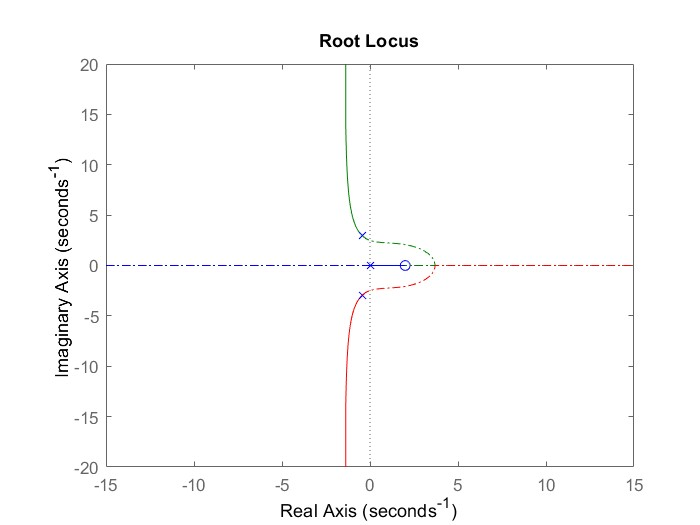 Root Locus
Imaginary Axis (seconds⁻¹)
20
15
10
5
0
-5
-10
-15
-20
-15 -10 -5 0 5 10 15
Real Axis (seconds⁻¹)